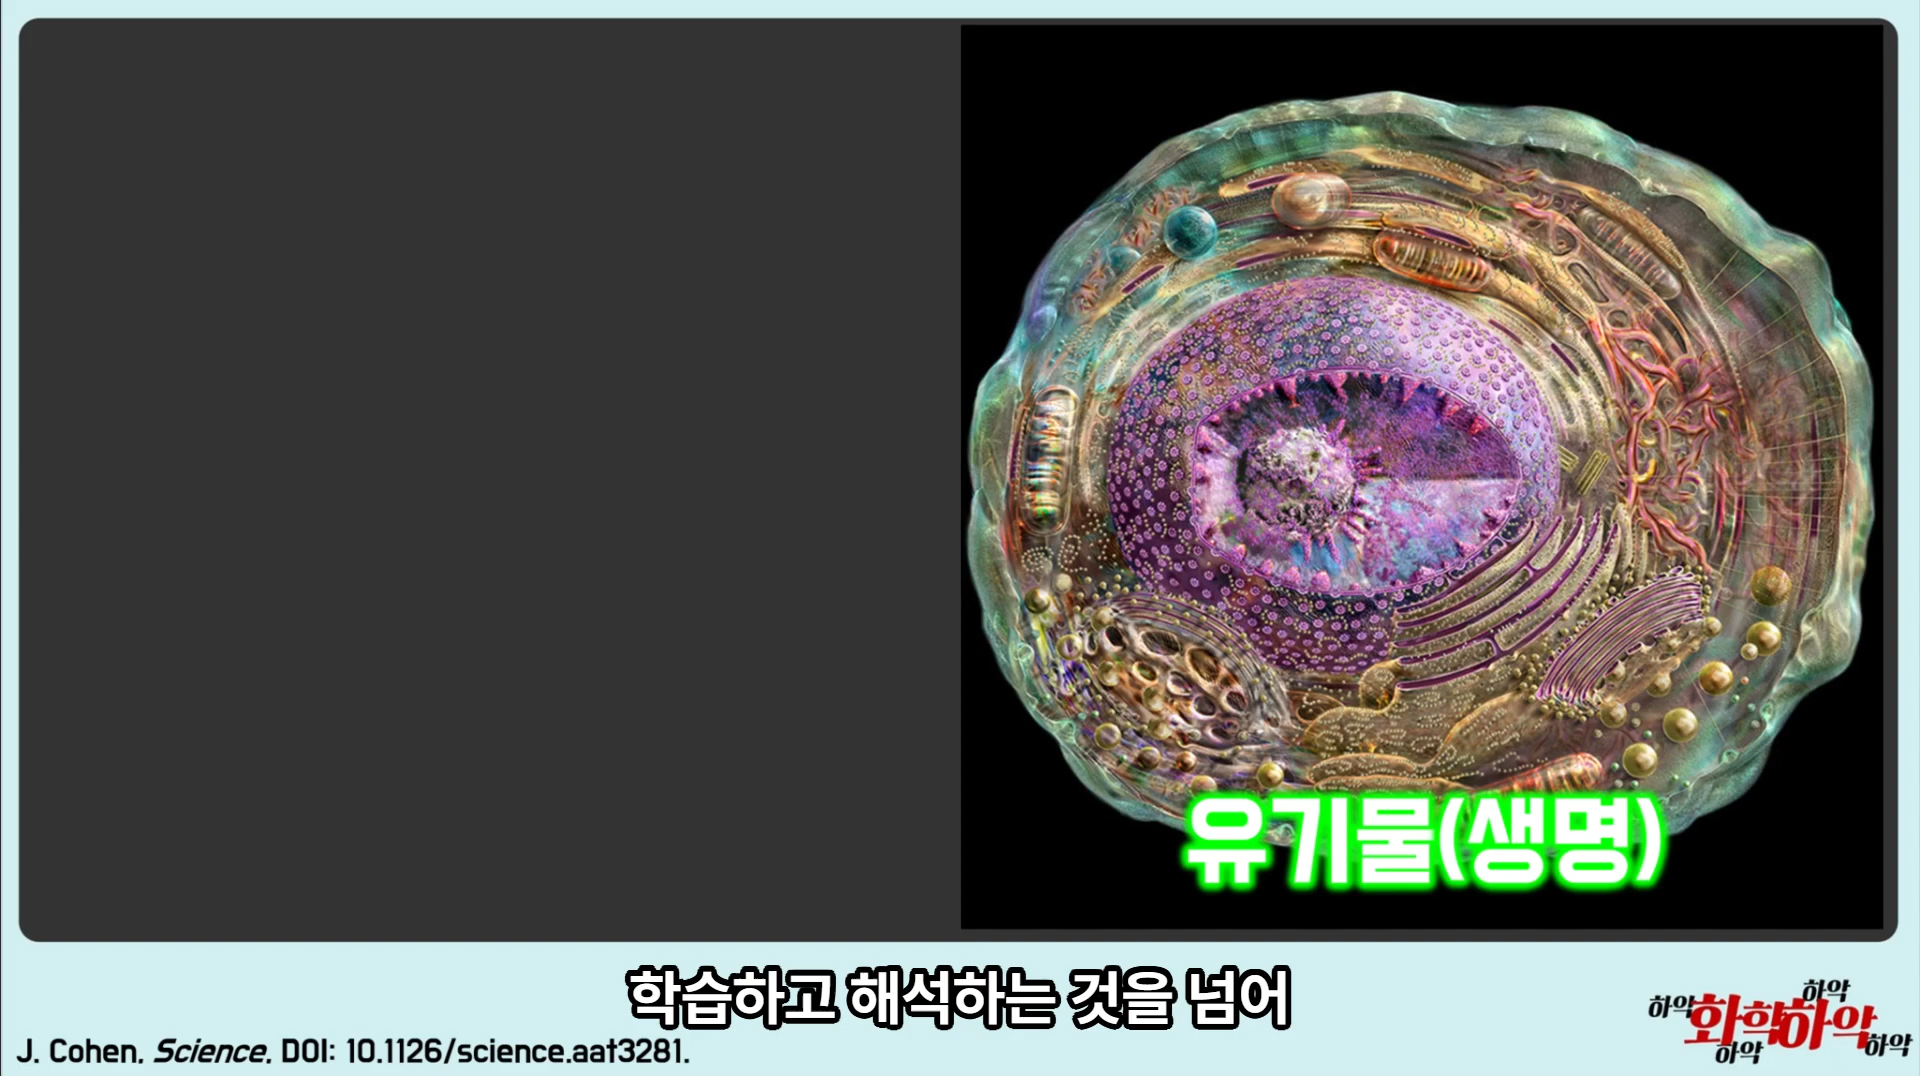 유기물(생명)
학습하고 해석하는 것을 넘어
하악
하악
화학하악
하악
하악
J. Cohen, Science, DOI: 10.1126/science.aat3281.